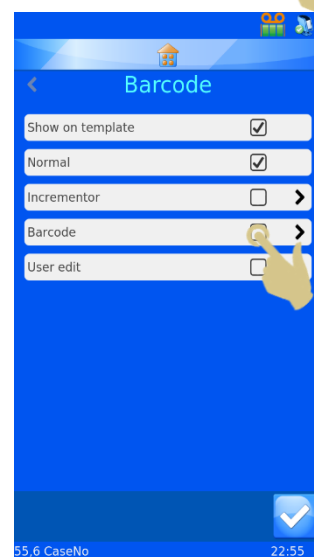 Barcode
Show on template
Normal
Incrementor
Barcode
User edit
55,6 CaseNo 22:55